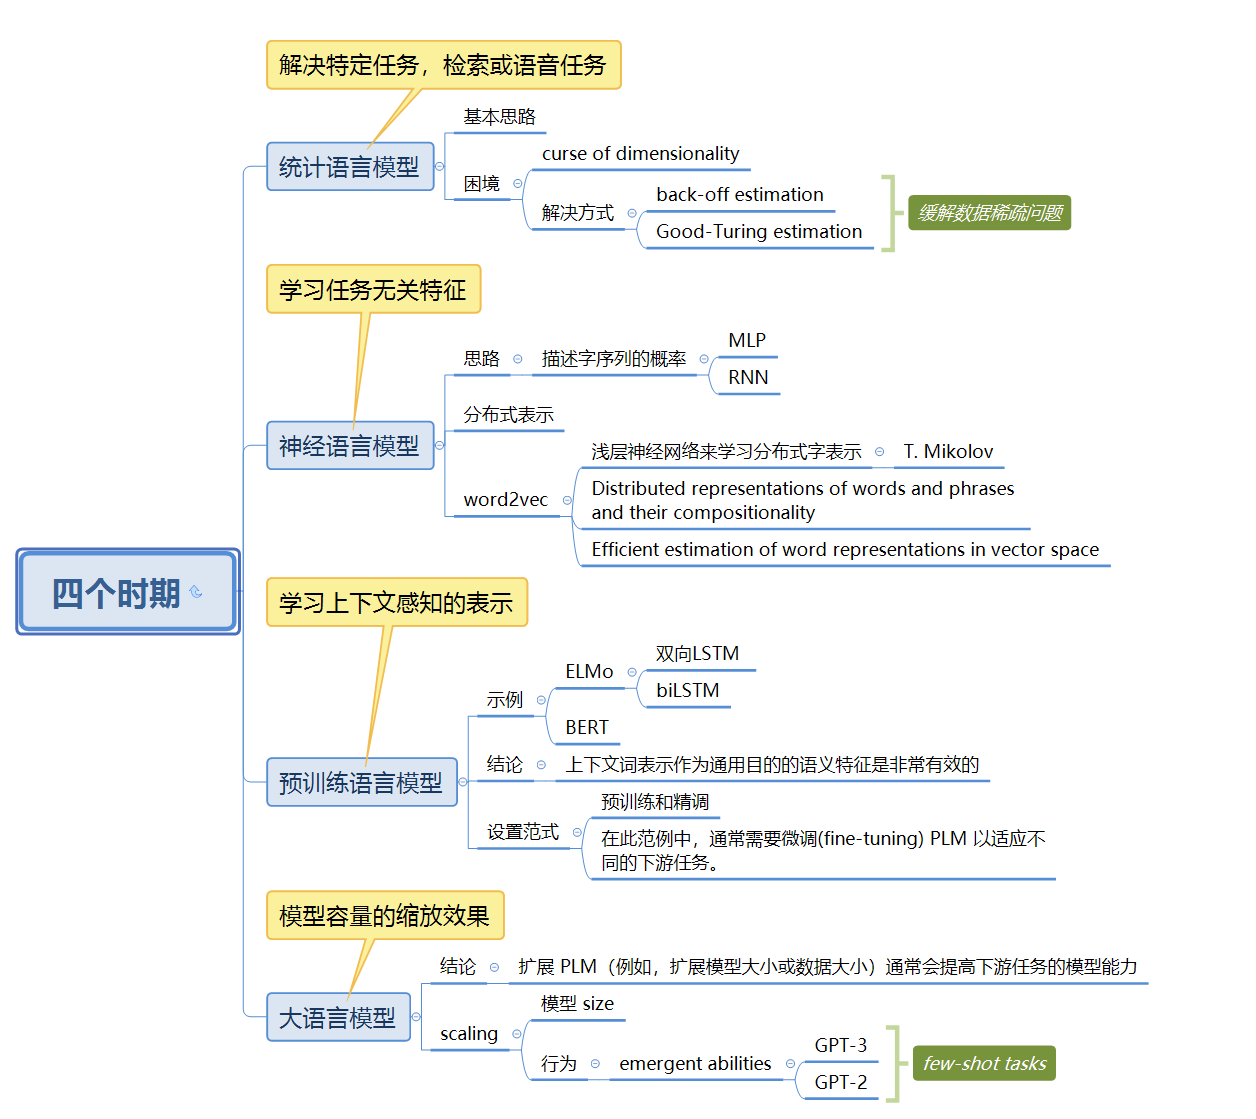 四个时期
解决特定任务，检索或语音任务
统计语言模型
基本思路
困境
curse of dimensionality
解决方式
back-off estimation
Good-Turing estimation
缓解数据稀疏问题
学习任务无关特征
神经语言模型
思路
描述字序列的概率
MLP
RNN
分布式表示
word2vec
浅层神经网络来学习分布式字表示
T. Mikolov
Distributed representations of words and phrases
and their compositionality
Efficient estimation of word representations in vector space
学习上下文感知的表示
预训练语言模型
示例
ELMo
双向LSTM
biLSTM
BERT
结论
上下文词表示作为通用目的的语义特征是非常有效的
设置范式
预训练和精调
在此范例中，通常需要微调(fine-tuning) PLM 以适应不
同的下游任务。
模型容量的缩放效果
大语言模型
结论
扩展 PLM（例如，扩展模型大小或数据大小）通常会提高下游任务的模型能力
scaling
模型 size
行为
emergent abilities
GPT-3
GPT-2
few-shot tasks